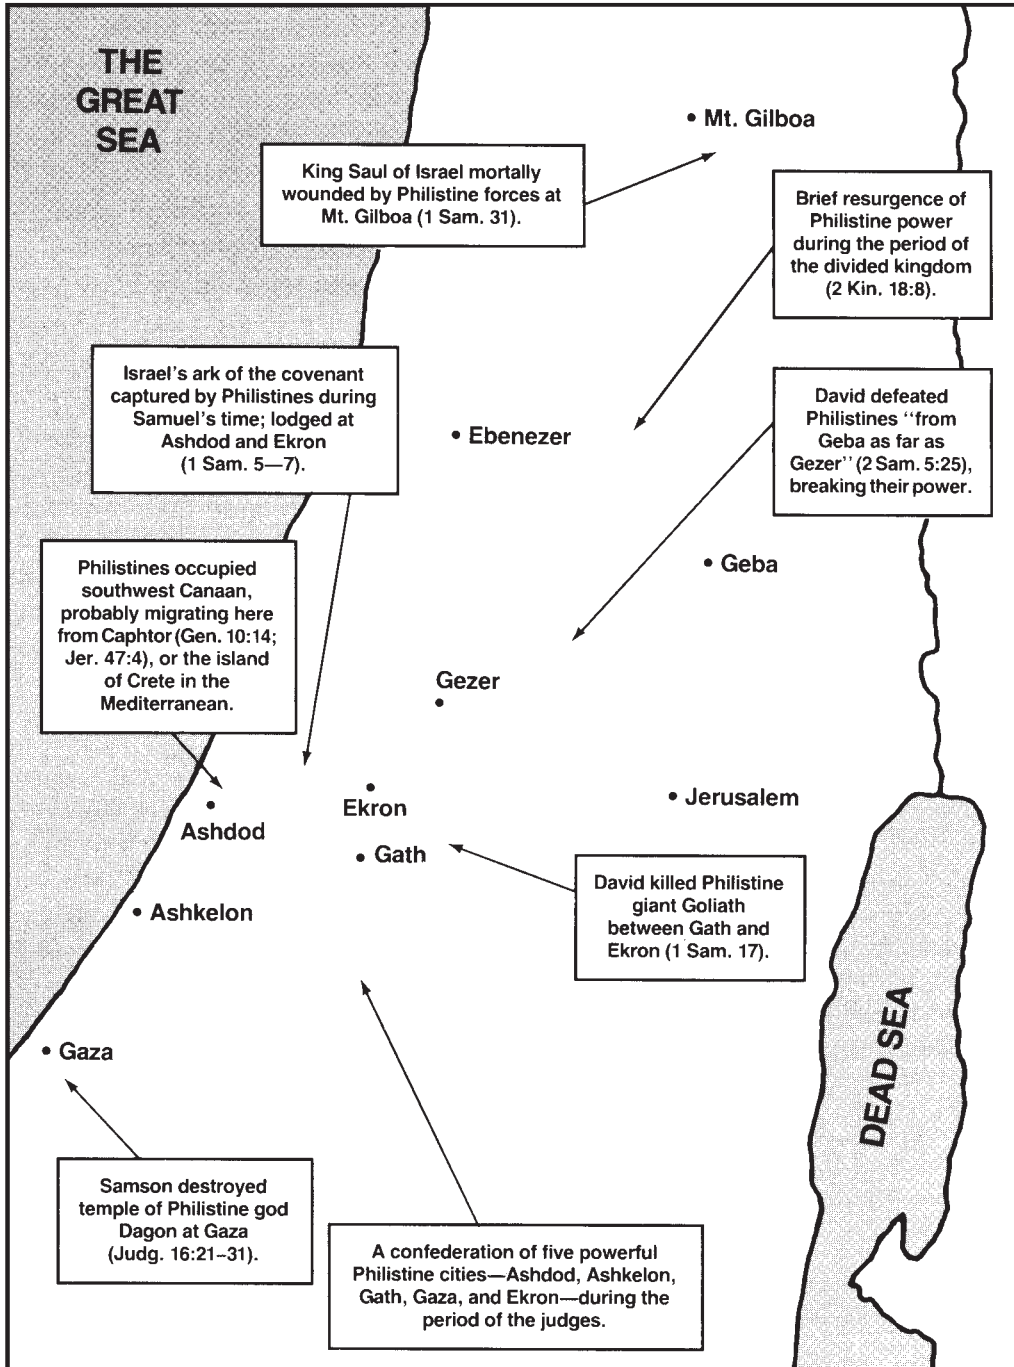 THE
GREAT
SEA
Mt. Gilboa
King Saul of Israel mortally
wounded by Philistine forces at
Mt. Gilboa (1 Sam. 31).
Brief resurgence of
Philistine power
during the period of
the divided kingdom
(2 Kin. 18:8).
Israel's ark of the covenant
captured by Philistines during
Samuel's time; lodged at
Ashdod and Ekron
(1 Sam. 5—7).
David defeated
Philistines "from
Geba as far as
Gezer" (2 Sam. 5:25),
breaking their power.
Ebenezer
Philistines occupied
southwest Canaan,
probably migrating here
from Caphtor (Gen. 10:14;
Jer. 47:4), or the island
of Crete in the
Mediterranean.
Geba
Gezer
Ekron
Jerusalem
Ashdod
Gath
David killed Philistine
giant Goliath
between Gath and
Ekron (1 Sam. 17).
Ashkelon
DEAD SEA
Gaza
Samson destroyed
temple of Philistine god
Dagon at Gaza
(Judg. 16:21–31).
A confederation of five powerful
Philistine cities—Ashdod, Ashkelon,
Gath, Gaza, and Ekron—during the
period of the judges.